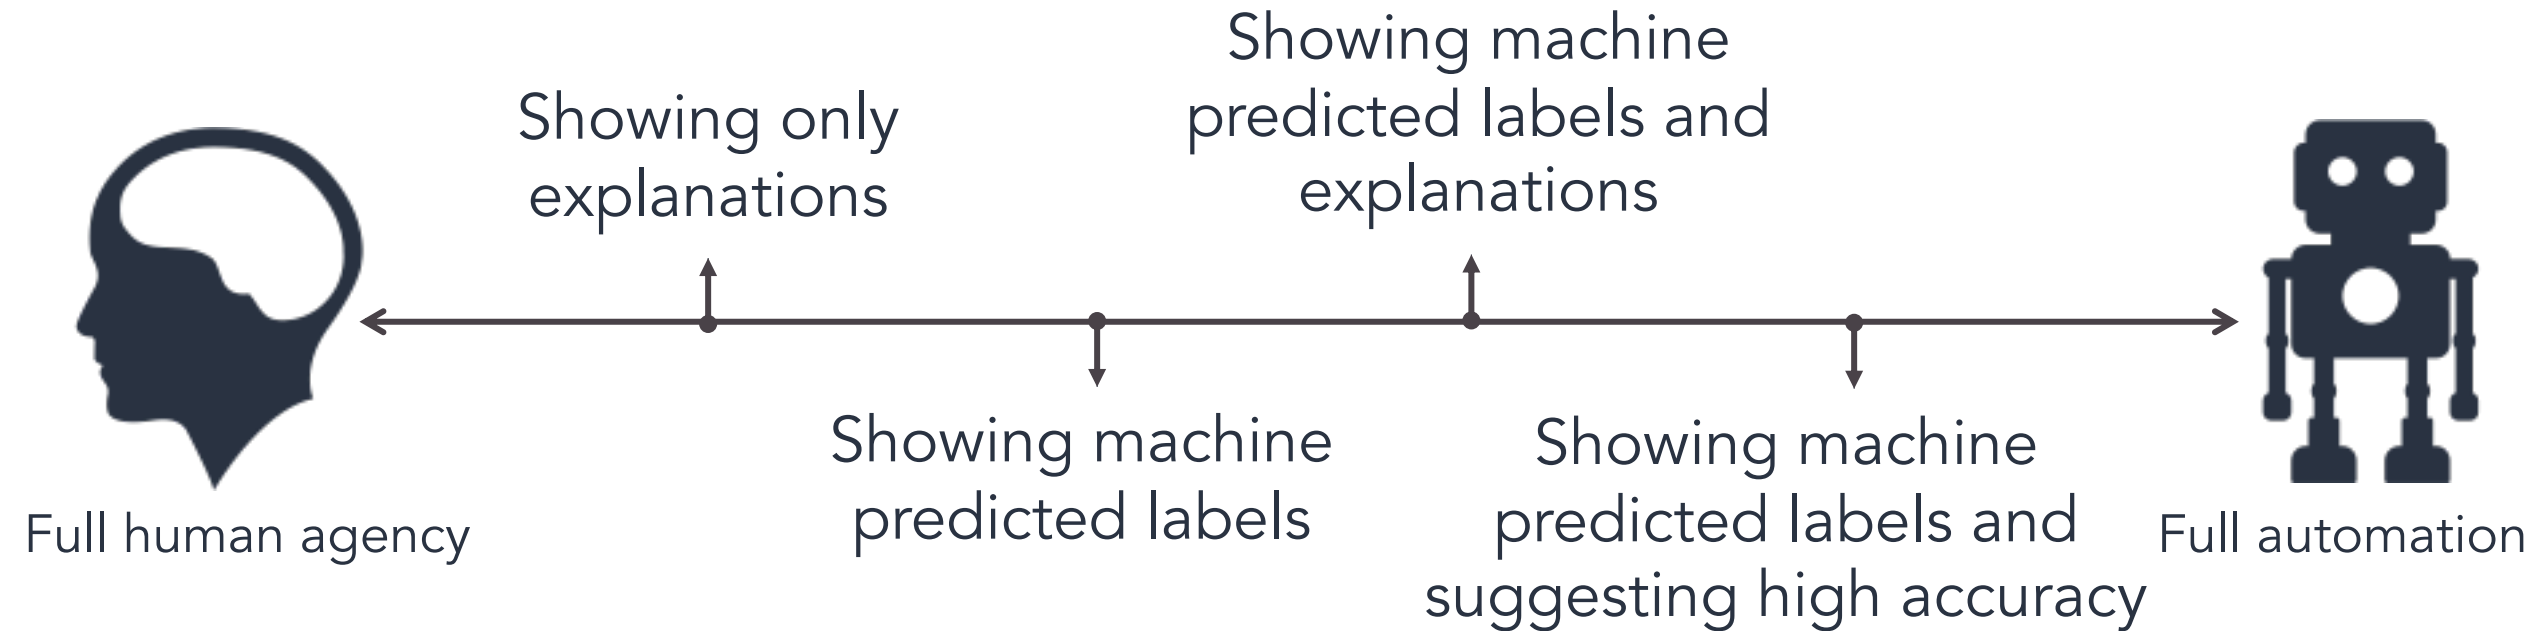 Showing only
explanations
Showing machine
predicted labels and
explanations
Full human agency
Showing machine
predicted labels
Showing machine
predicted labels and
suggesting high accuracy
Full automation